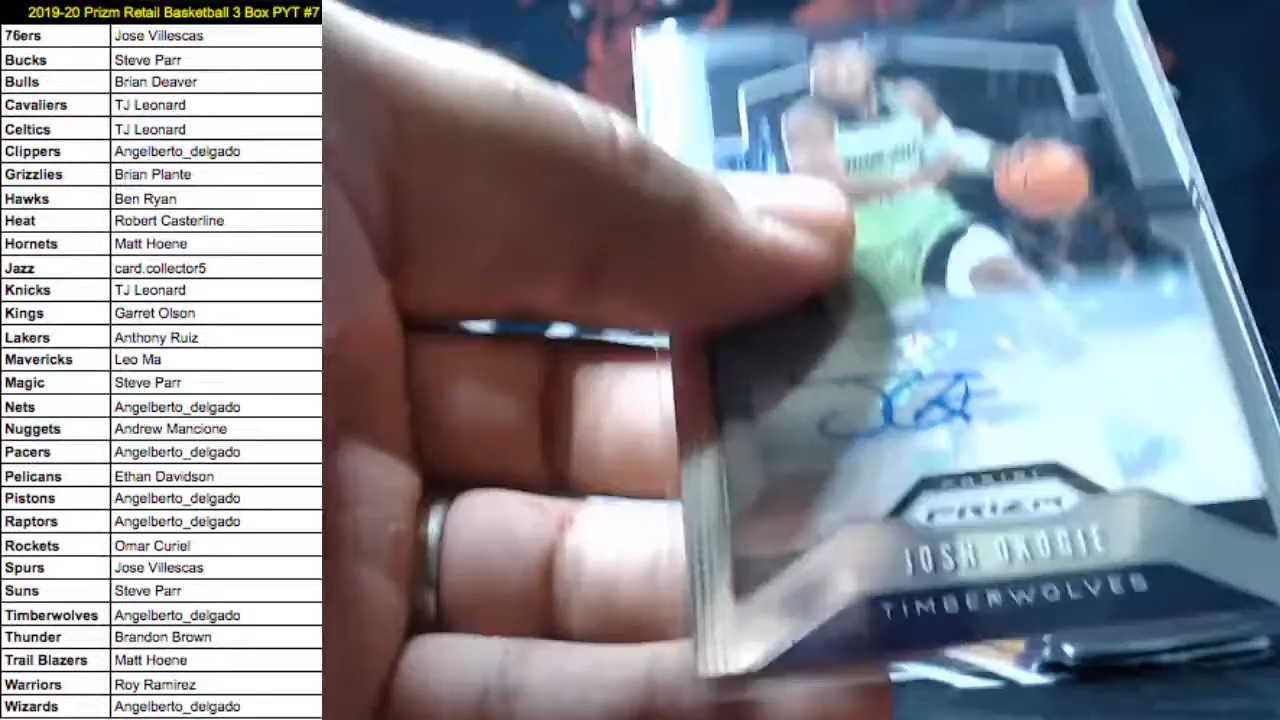 2019-20 Prizm Retail Basketball 3 Box PYT #7
76ers Jose Villescas
Bucks Steve Parr
Bulls Brian Deaver
Cavaliers TJ Leonard
Celtics TJ Leonard
Clippers Angelberto_delgado
Grizzlies Brian Plante
Hawks Ben Ryan
Heat Robert Casterline
Hornets Matt Hoene
Jazz card.collector5
Knicks TJ Leonard
Kings Garret Olson
Lakers Anthony Ruiz
Mavericks Leo Ma
Magic Steve Parr
Nets Angelberto_delgado
Nuggets Andrew Mancione
Pacers Angelberto_delgado
Pelicans Ethan Davidson
Pistons Angelberto_delgado
Raptors Angelberto_delgado
Rockets Omar Curiel
Spurs Jose Villescas
Suns Steve Parr
Timberwolves Angelberto_delgado
Thunder Brandon Brown
Trail Blazers Matt Hoene
Warriors Roy Ramirez
Wizards Angelberto_delgado
PANINI
PRIZM
JOSH OKOGIE
TIMBERWOLVES